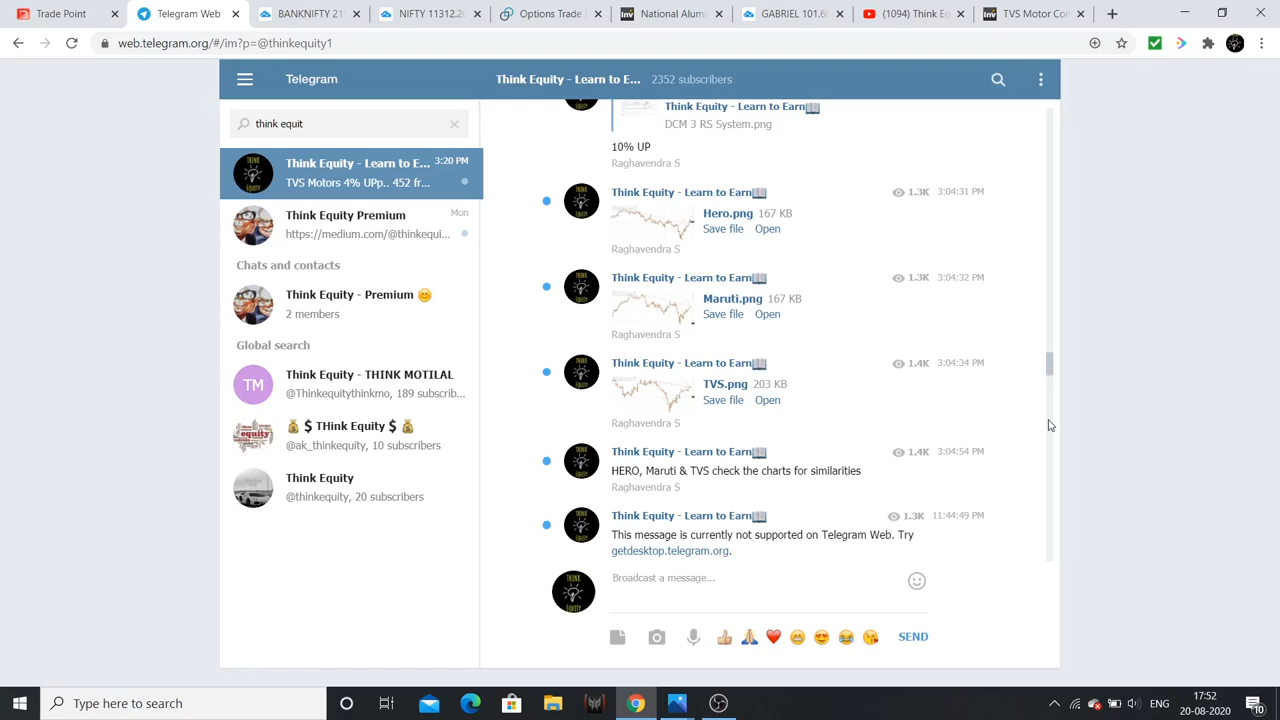 Trade Point
Telegram Web
BANKNIFTY 21
NIFTY 11312.20
Options Trade
National Alum
GABRIEL 101.60
(1094) Think Ec
TVS Motor Cor
web.telegram.org/#/im?p=@thinkequity1
Telegram
Think Equity - Learn to E... 2352 subscribers
think equit
Think Equity - Learn to E... 3:20 PM
TVS Motors 4% UPp.. 452 fr...
Think Equity Premium Mon
https://medium.com/@thinkequi...
Chats and contacts
Think Equity - Premium 😊
2 members
Global search
TM
Think Equity - THINK MOTILAL
@Thinkequitythinkmo, 189 subscrib...
💰$ THink Equity $💰
@ak_thinkequity, 10 subscribers
Think Equity
@thinkequity, 20 subscribers
Think Equity - Learn to Earn📖
DCM 3 RS System.png
10% UP
Raghavendra S
Think Equity - Learn to Earn📖 1.3K 3:04:31 PM
Hero.png 167 KB
Save file Open
Raghavendra S
Think Equity - Learn to Earn📖 1.3K 3:04:32 PM
Maruti.png 167 KB
Save file Open
Raghavendra S
Think Equity - Learn to Earn📖 1.4K 3:04:34 PM
TVS.png 203 KB
Save file Open
Raghavendra S
Think Equity - Learn to Earn📖 1.4K 3:04:54 PM
HERO, Maruti & TVS check the charts for similarities
Raghavendra S
Think Equity - Learn to Earn📖 1.3K 11:44:49 PM
This message is currently not supported on Telegram Web. Try
getdesktop.telegram.org.
THINK
EQUITY
Broadcast a message...
SEND
Type here to search
ENG
17:52
20-08-2020